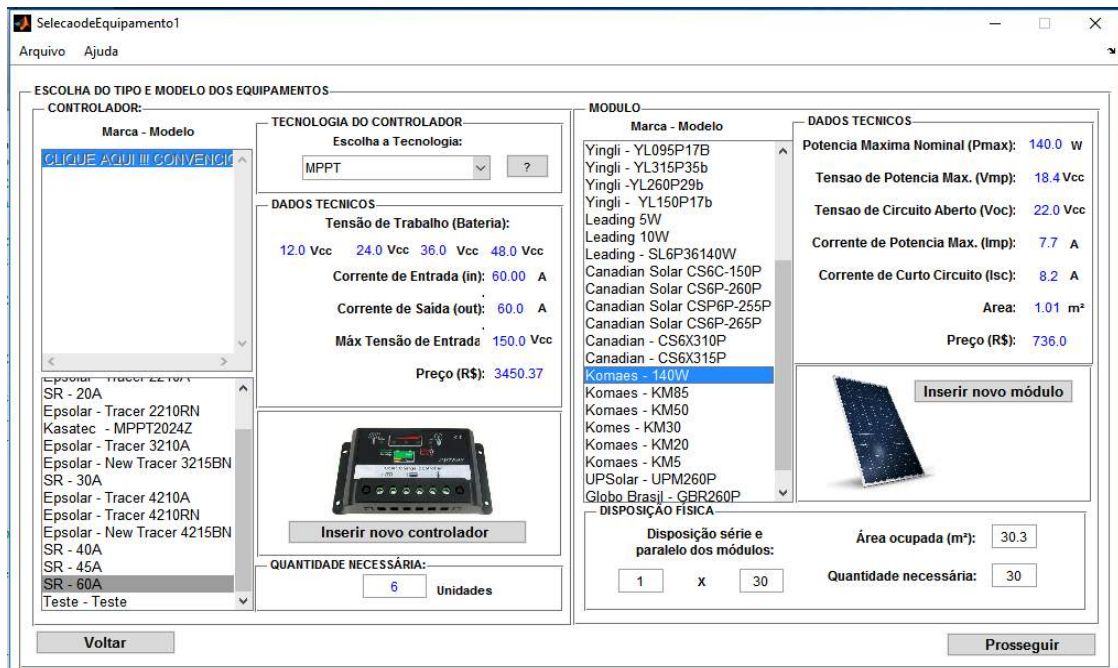 SelecaodeEquipamento1
Arquivo Ajuda
ESCOLHA DO TIPO E MODELO DOS EQUIPAMENTOS
CONTROLADOR:
Marca - Modelo
CLIQUE AQUI !!! CONVENCIO
Epsolar - Tracer 2210A
SR - 20A
Epsolar - Tracer 2210RN
Kasatec - MPPT2024Z
Epsolar - Tracer 3210A
Epsolar - New Tracer 3215BN
SR - 30A
Epsolar - Tracer 4210A
Epsolar - Tracer 4210RN
Epsolar - New Tracer 4215BN
SR - 40A
SR - 45A
SR - 60A
Teste - Teste
TECNOLOGIA DO CONTROLADOR
Escolha a Tecnologia:
MPPT ?
DADOS TECNICOS
Tensão de Trabalho (Bateria):
12.0 Vcc 24.0 Vcc 36.0 Vcc 48.0 Vcc
Corrente de Entrada (in): 60.00 A
Corrente de Saída (out): 60.0 A
Máx Tensão de Entrada 150.0 Vcc
Preço (R$): 3450.37
Inserir novo controlador
QUANTIDADE NECESSÁRIA:
6 Unidades
MODULO
Marca - Modelo
Yingli - YL095P17B
Yingli - YL315P35b
Yingli -YL260P29b
Yingli - YL150P17b
Leading 5W
Leading 10W
Leading - SL6P36140W
Canadian Solar CS6C-150P
Canadian Solar CS6P-260P
Canadian Solar CSP6P-255P
Canadian Solar CS6P-265P
Canadian - CS6X310P
Canadian - CS6X315P
Komaes - 140W
Komaes - KM85
Komaes - KM50
Komes - KM30
Komaes - KM20
Komaes - KM5
UPSolar - UPM260P
Globo Brasil - GBR260P
DADOS TECNICOS
Potencia Maxima Nominal (Pmax): 140.0 W
Tensao de Potencia Max. (Vmp): 18.4 Vcc
Tensao de Circuito Aberto (Voc): 22.0 Vcc
Corrente de Potencia Max. (Imp): 7.7 A
Corrente de Curto Circuito (Isc): 8.2 A
Area: 1.01 m²
Preço (R$): 736.0
Inserir novo módulo
DISPOSIÇÃO FÍSICA
Disposição série e
paralelo dos módulos:
1 X 30
Área ocupada (m²): 30.3
Quantidade necessária: 30
Voltar
Prosseguir